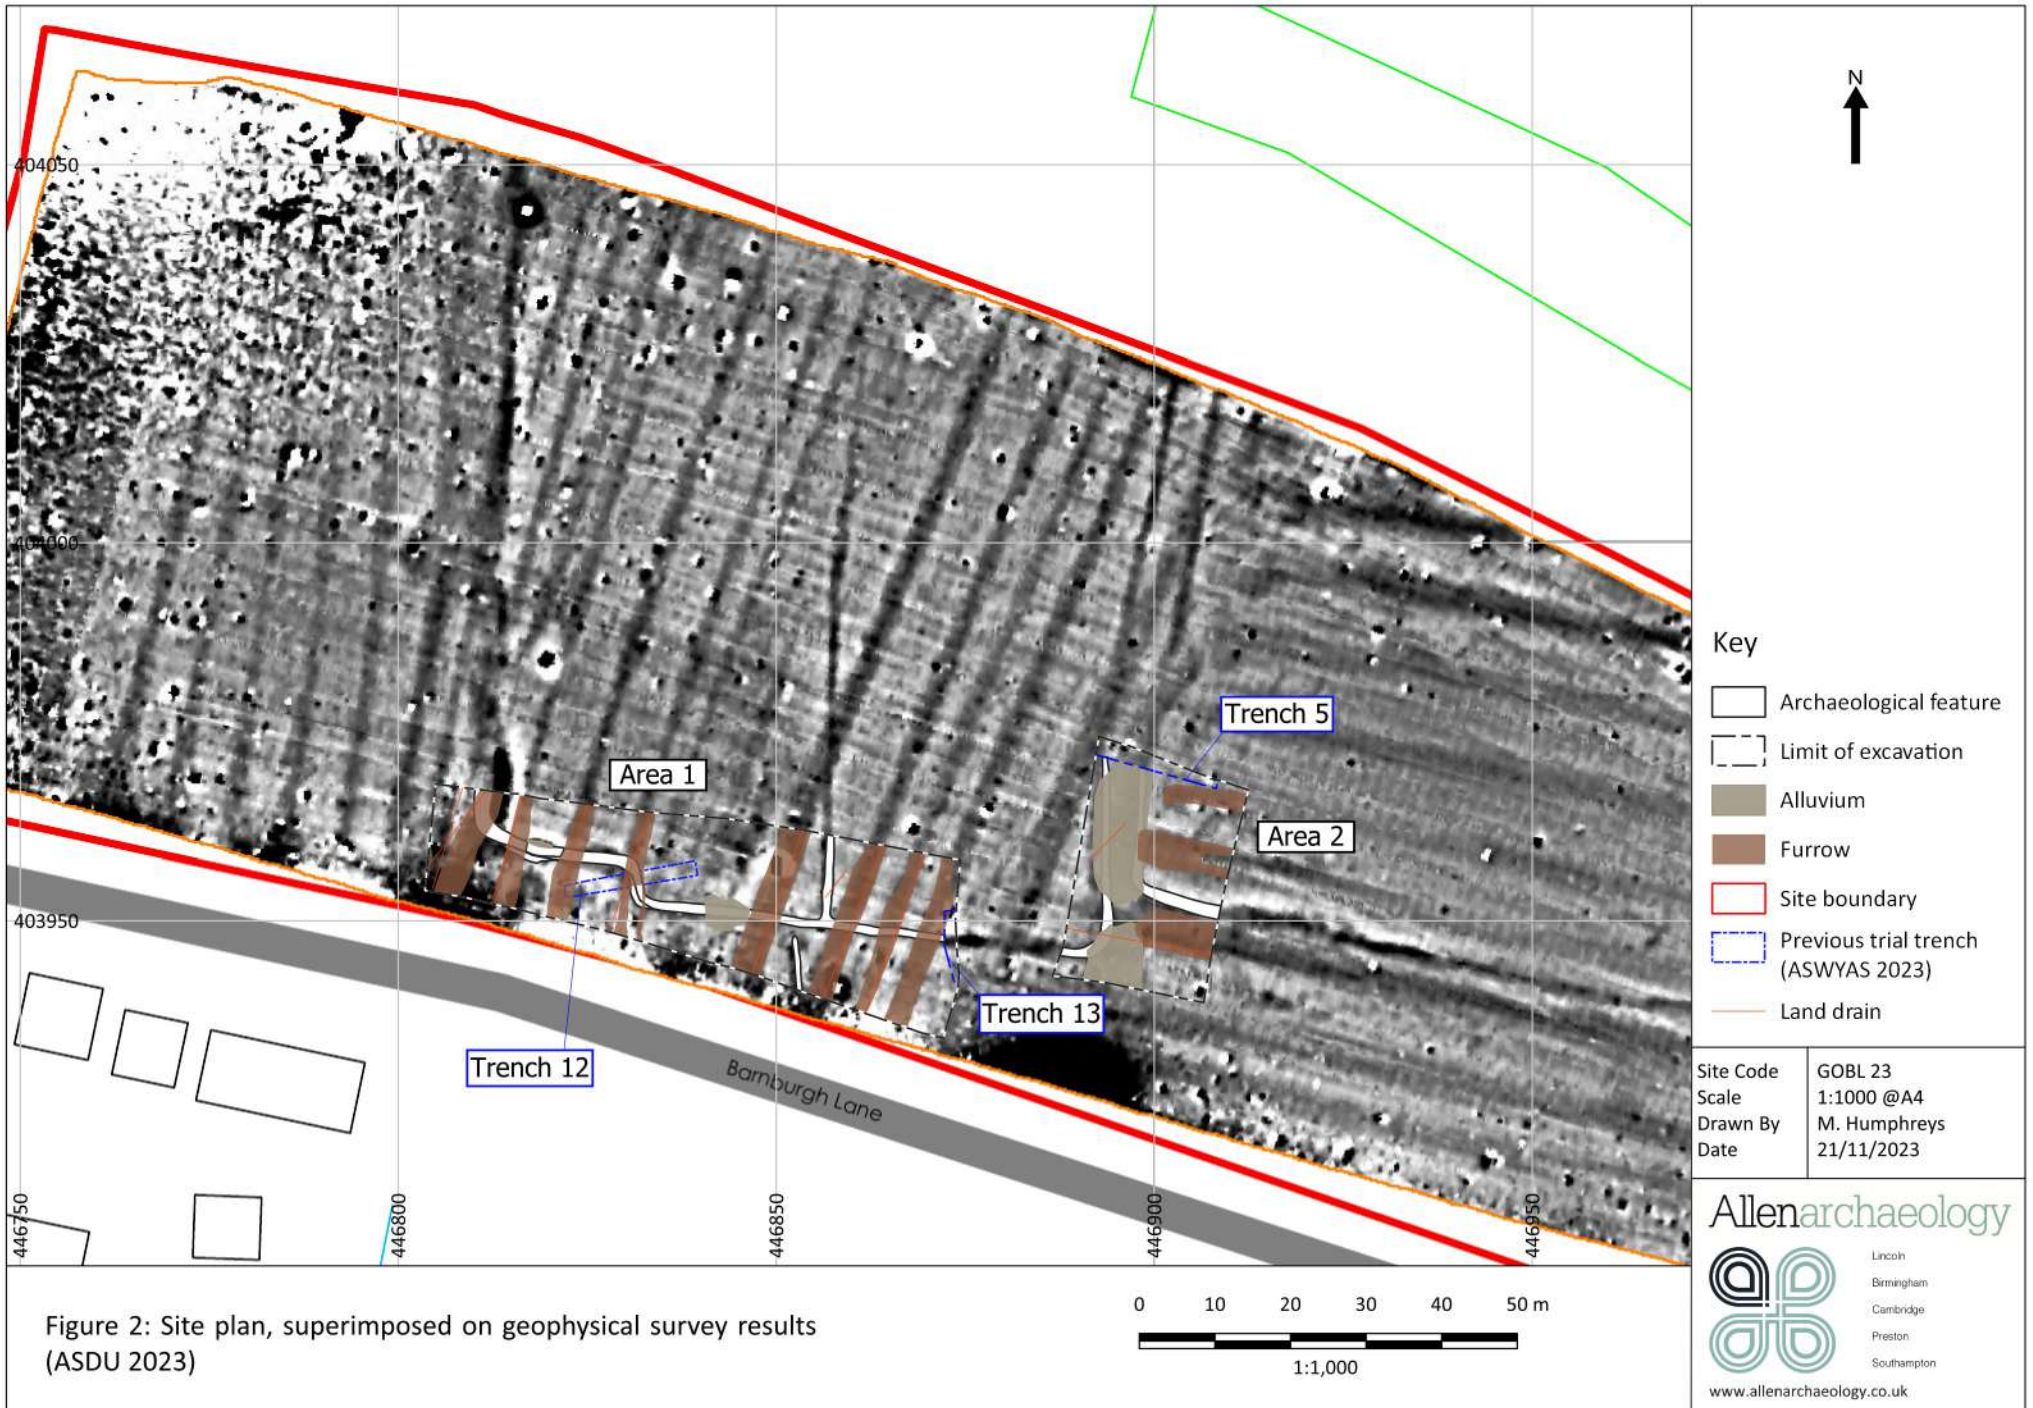 N
404050
404000
403950
446750
446800
446850
446900
446950
Area 1
Trench 5
Area 2
Trench 13
Trench 12
Barnburgh Lane
Key
Archaeological feature
Limit of excavation
Alluvium
Furrow
Site boundary
Previous trial trench
(ASWYAS 2023)
Land drain
Site Code GOBL 23
Scale 1:1000 @A4
Drawn By M. Humphreys
Date 21/11/2023
Allenarchaeology
Lincoln
Birmingham
Cambridge
Preston
Southampton
www.allenarchaeology.co.uk
0 10 20 30 40 50 m
1:1,000
Figure 2: Site plan, superimposed on geophysical survey results
(ASDU 2023)